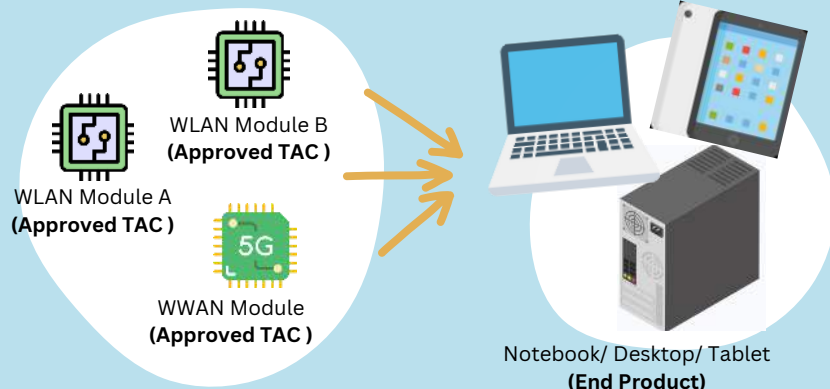 WLAN Module B
(Approved TAC )
WLAN Module A
(Approved TAC )
5G
WWAN Module
(Approved TAC )
Notebook/ Desktop/ Tablet
(End Product)